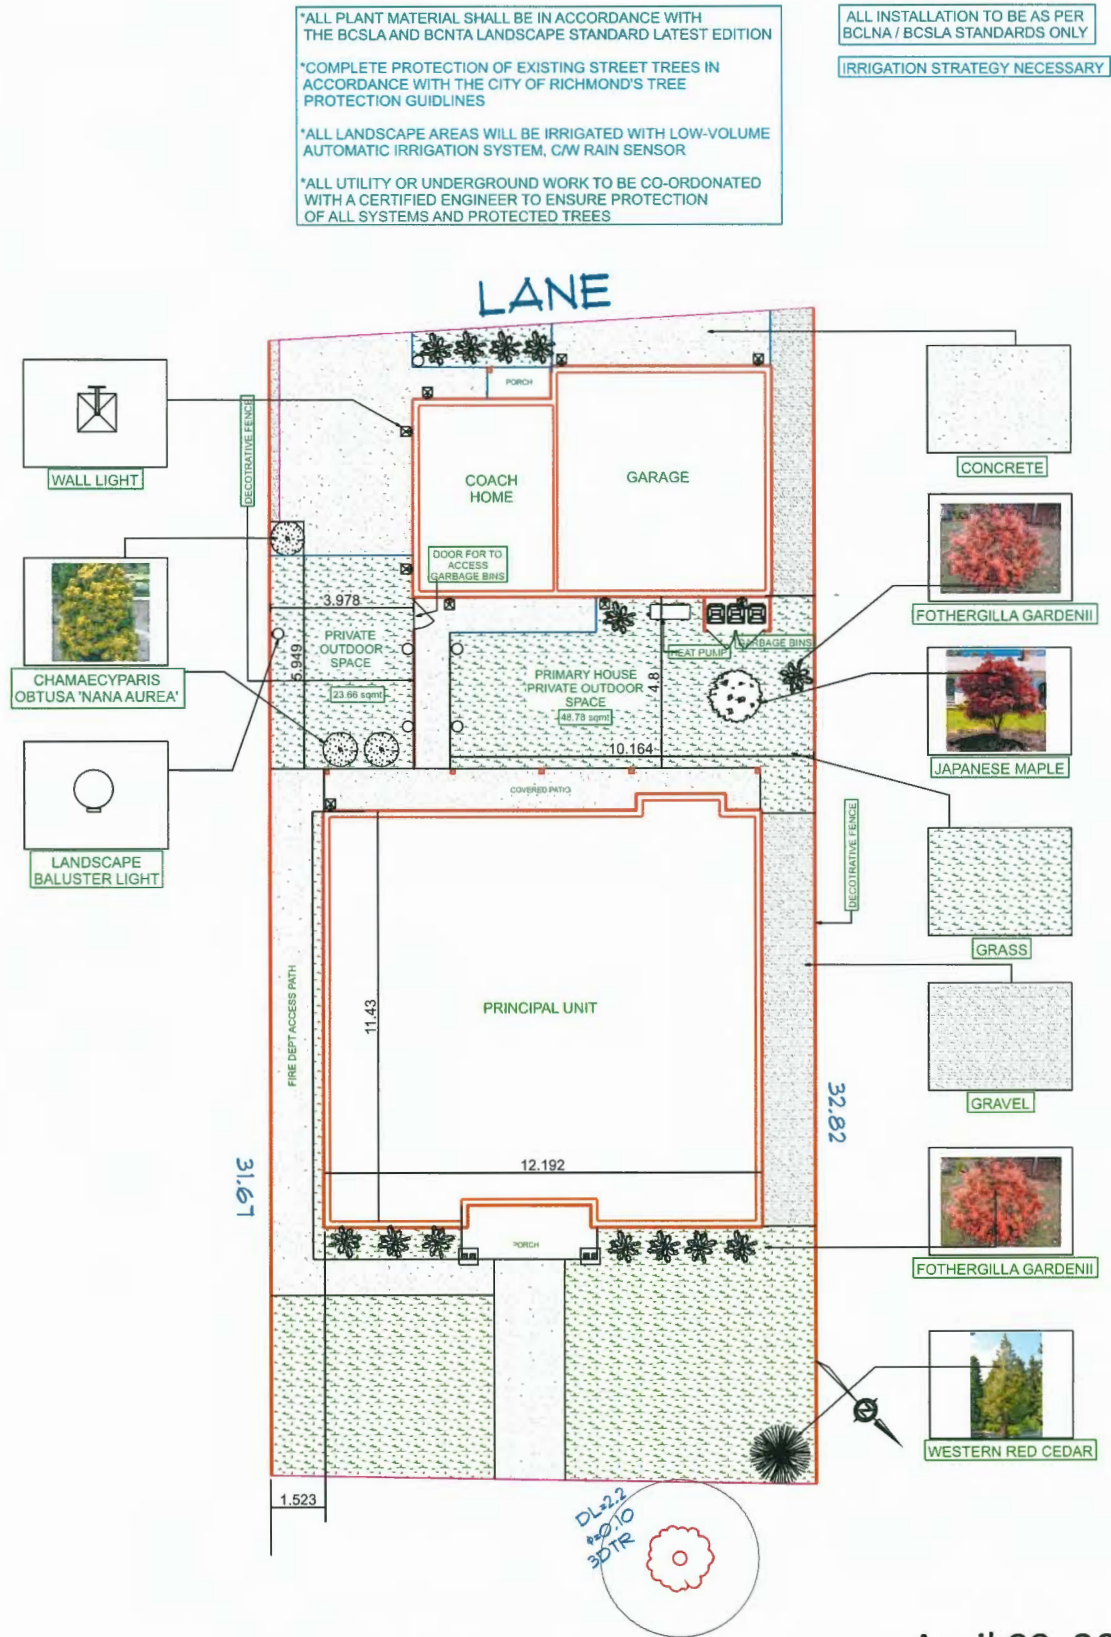 *ALL PLANT MATERIAL SHALL BE IN ACCORDANCE WITH
THE BCSLA AND BCNTA LANDSCAPE STANDARD LATEST EDITION
*COMPLETE PROTECTION OF EXISTING STREET TREES IN
ACCORDANCE WITH THE CITY OF RICHMOND'S TREE
PROTECTION GUIDLINES
*ALL LANDSCAPE AREAS WILL BE IRRIGATED WITH LOW-VOLUME
AUTOMATIC IRRIGATION SYSTEM, C/W RAIN SENSOR
*ALL UTILITY OR UNDERGROUND WORK TO BE CO-ORDONATED
WITH A CERTIFIED ENGINEER TO ENSURE PROTECTION
OF ALL SYSTEMS AND PROTECTED TREES
ALL INSTALLATION TO BE AS PER
BCLNA / BCSLA STANDARDS ONLY
IRRIGATION STRATEGY NECESSARY
LANE
PORCH
DECOTRATIVE FENCE
WALL LIGHT
COACH
HOME
GARAGE
CONCRETE
DOOR FOR TO
ACCESS
GARBAGE BINS
3.978
FOTHERGILLA GARDENII
PRIVATE
OUTDOOR
SPACE
23.66 sqmt
5.949
HEAT PUMP
GARBAGE BINS
CHAMAECYPARIS
OBTUSA 'NANA AUREA'
PRIMARY HOUSE
PRIVATE OUTDOOR
SPACE
48.78 sqmt
4.8
10.164
JAPANESE MAPLE
COVERED PATIO
LANDSCAPE
BALUSTER LIGHT
DECOTRATIVE FENCE
GRASS
FIRE DEPT ACCESS PATH
11.43
PRINCIPAL UNIT
GRAVEL
32.82
31.67
12.192
PORCH
FOTHERGILLA GARDENII
WESTERN RED CEDAR
1.523
DL=2.2
ø=0.10
3DTR